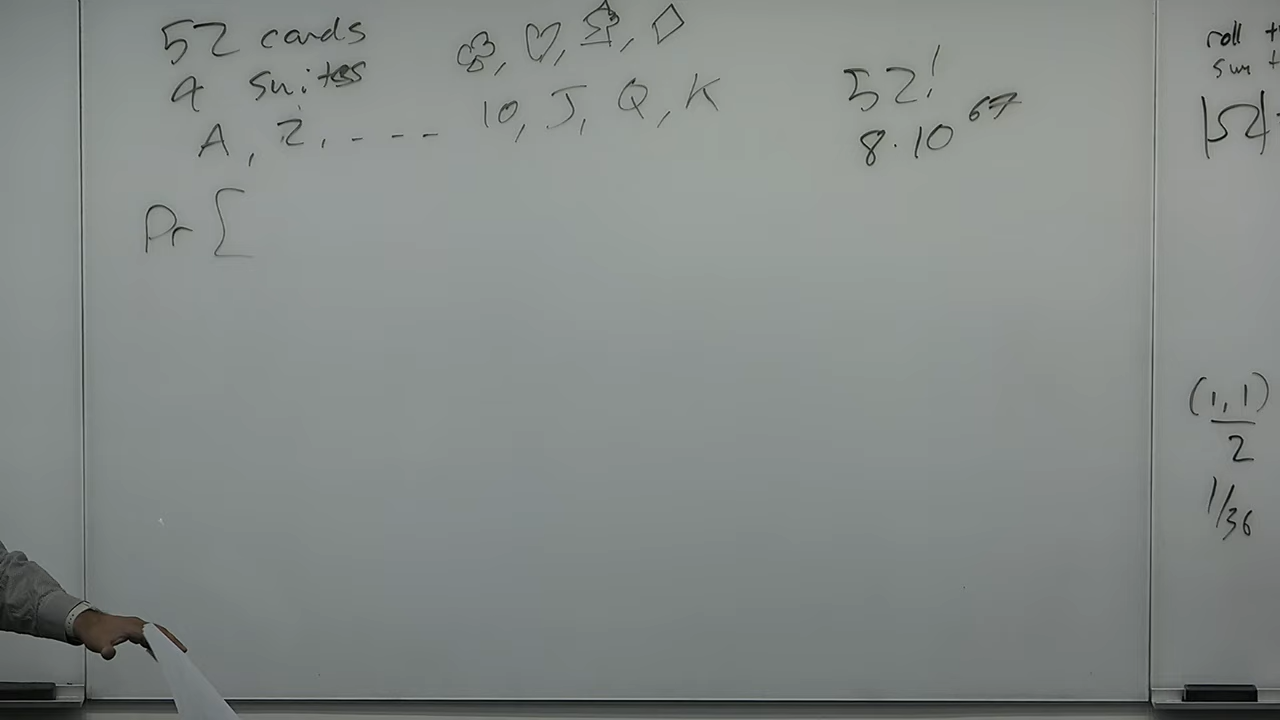 52 cards
4 suites ♧, ♡, ♤, ♢
A, 2, - - - - 10, J, Q, K
Pr [
52!
8·10^67
roll
sum
|52|
(1, 1)
2
1/36